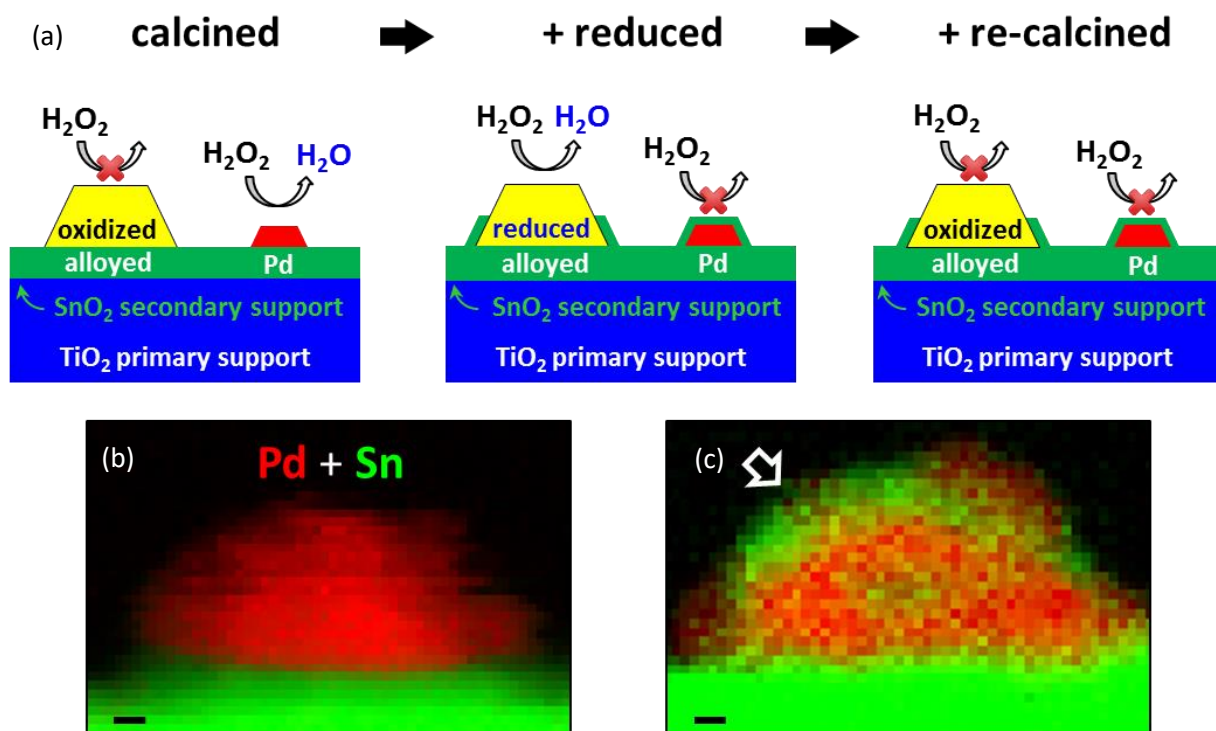 (a) calcined + reduced + re-calcined
H₂O₂
H₂O₂ H₂O
oxidized
alloyed Pd
SnO₂ secondary support
TiO₂ primary support
H₂O₂ H₂O
H₂O₂
reduced
alloyed Pd
SnO₂ secondary support
TiO₂ primary support
H₂O₂
H₂O₂
oxidized
alloyed Pd
SnO₂ secondary support
TiO₂ primary support
(b) Pd + Sn
(c)